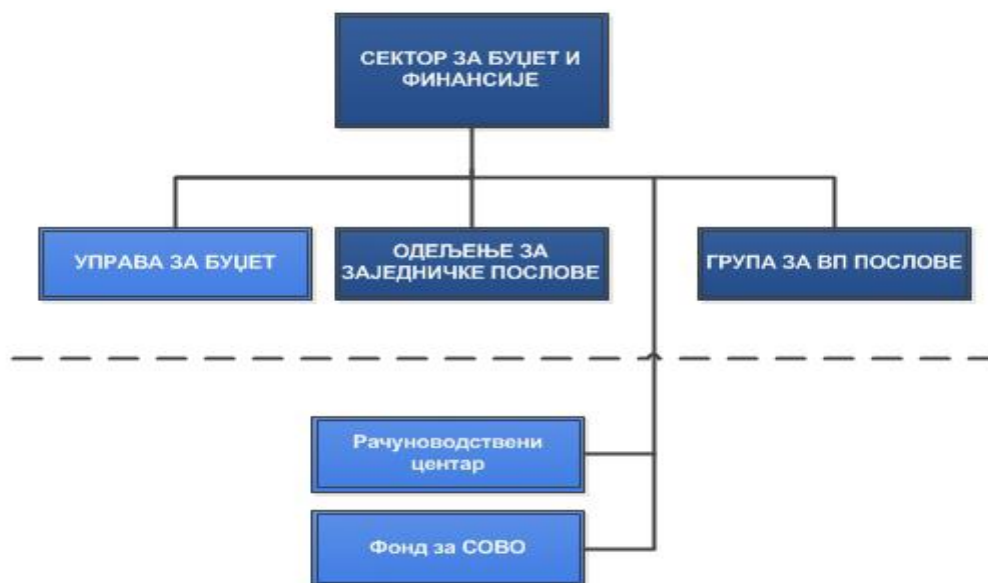 СЕКТОР ЗА БУЏЕТ И
ФИНАНСИЈЕ
УПРАВА ЗА БУЏЕТ
ОДЕЉЕЊЕ ЗА
ЗАЈЕДНИЧКЕ ПОСЛОВЕ
ГРУПА ЗА ВП ПОСЛОВЕ
Рачуноводствени
центар
Фонд за СОВО